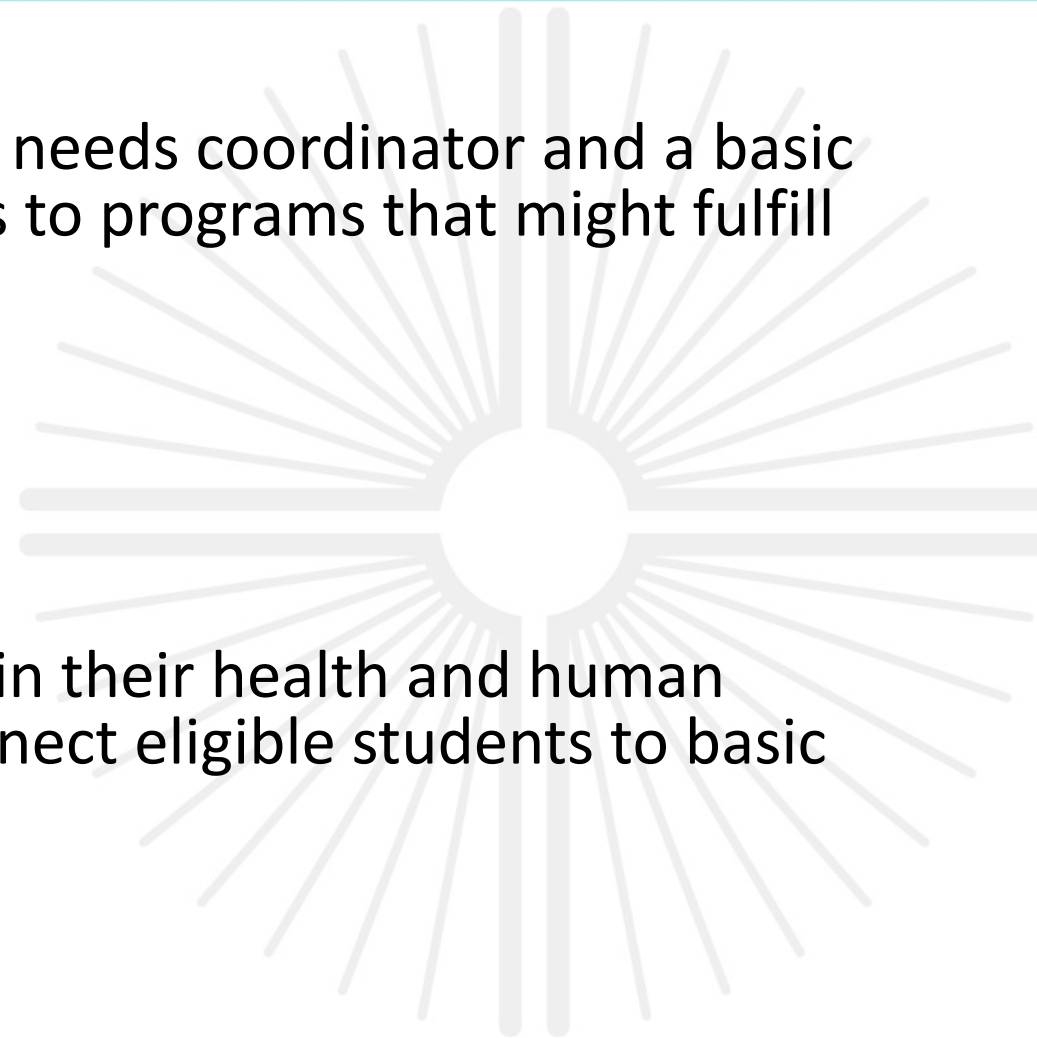 needs coordinator and a basic
to programs that might fulfill
in their health and human
nect eligible students to basic